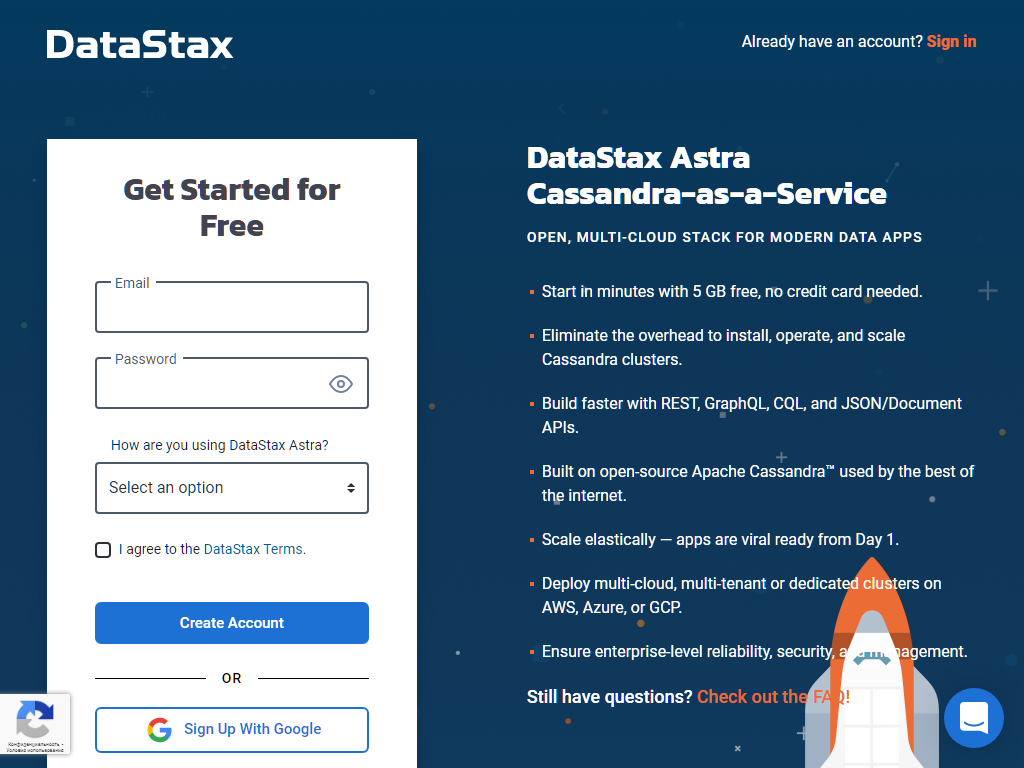 DataStax
Already have an account? Sign in
Get Started for
Free
Email
Password
How are you using DataStax Astra?
Select an option
I agree to the DataStax Terms.
Create Account
OR
Sign Up With Google
Конфиденциальность -
Условия использования
DataStax Astra
Cassandra-as-a-Service
OPEN, MULTI-CLOUD STACK FOR MODERN DATA APPS
Start in minutes with 5 GB free, no credit card needed.
Eliminate the overhead to install, operate, and scale
Cassandra clusters.
Build faster with REST, GraphQL, CQL, and JSON/Document
APIs.
Built on open-source Apache Cassandra™ used by the best of
the internet.
Scale elastically — apps are viral ready from Day 1.
Deploy multi-cloud, multi-tenant or dedicated clusters on
AWS, Azure, or GCP.
Ensure enterprise-level reliability, security, and management.
Still have questions? Check out the FAQ!